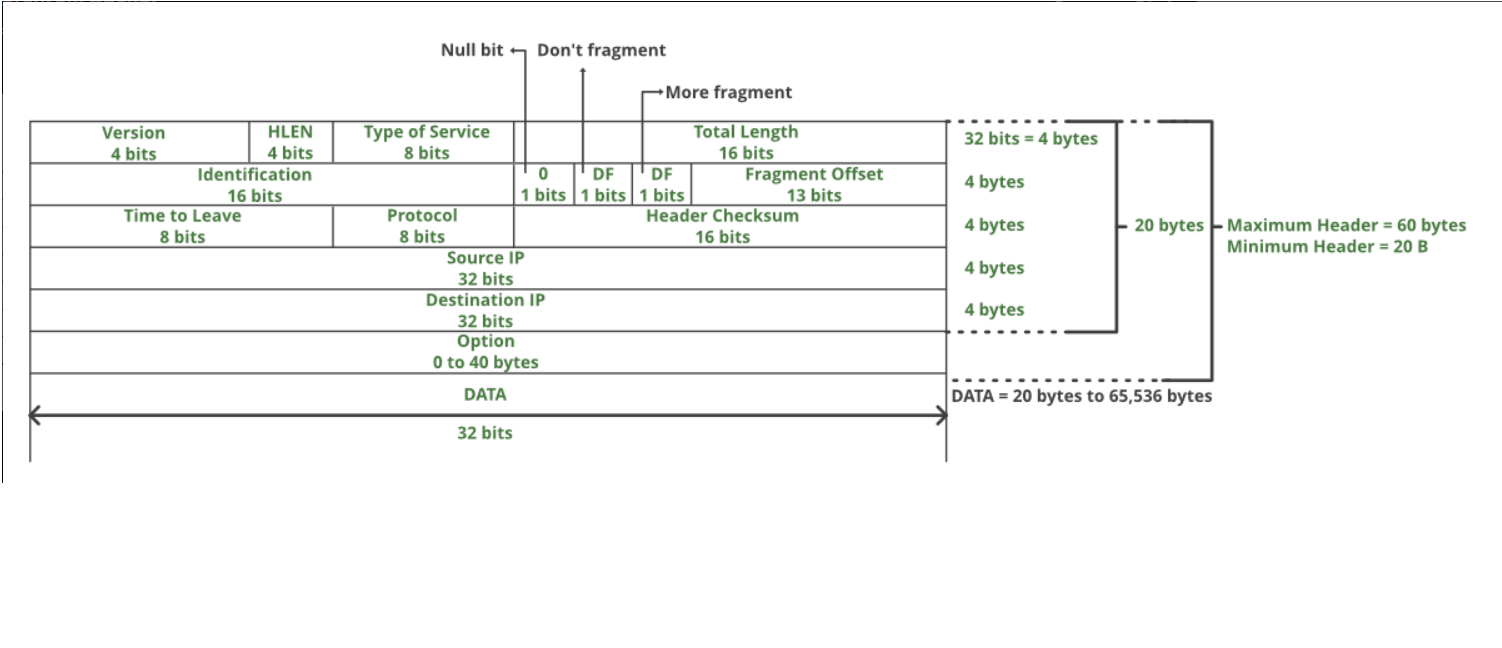 Null bit Don't fragment
More fragment
Version HLEN Type of Service Total Length
4 bits 4 bits 8 bits 16 bits
32 bits = 4 bytes
Identification 0 DF DF Fragment Offset
16 bits 1 bits 1 bits 1 bits 13 bits
4 bytes
Time to Leave Protocol Header Checksum
8 bits 8 bits 16 bits
4 bytes
20 bytes
Maximum Header = 60 bytes
Minimum Header = 20 B
Source IP
32 bits
4 bytes
Destination IP
32 bits
4 bytes
Option
0 to 40 bytes
DATA
DATA = 20 bytes to 65,536 bytes
32 bits